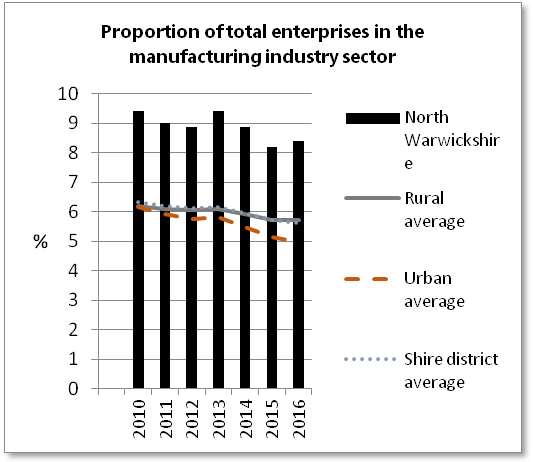 Proportion of total enterprises in the
manufacturing industry sector
10
9
8
7
6
5
4
3
2
1
0
%
2010
2011
2012
2013
2014
2015
2016
North
Warwickshir
e
Rural
average
Urban
average
Shire district
average